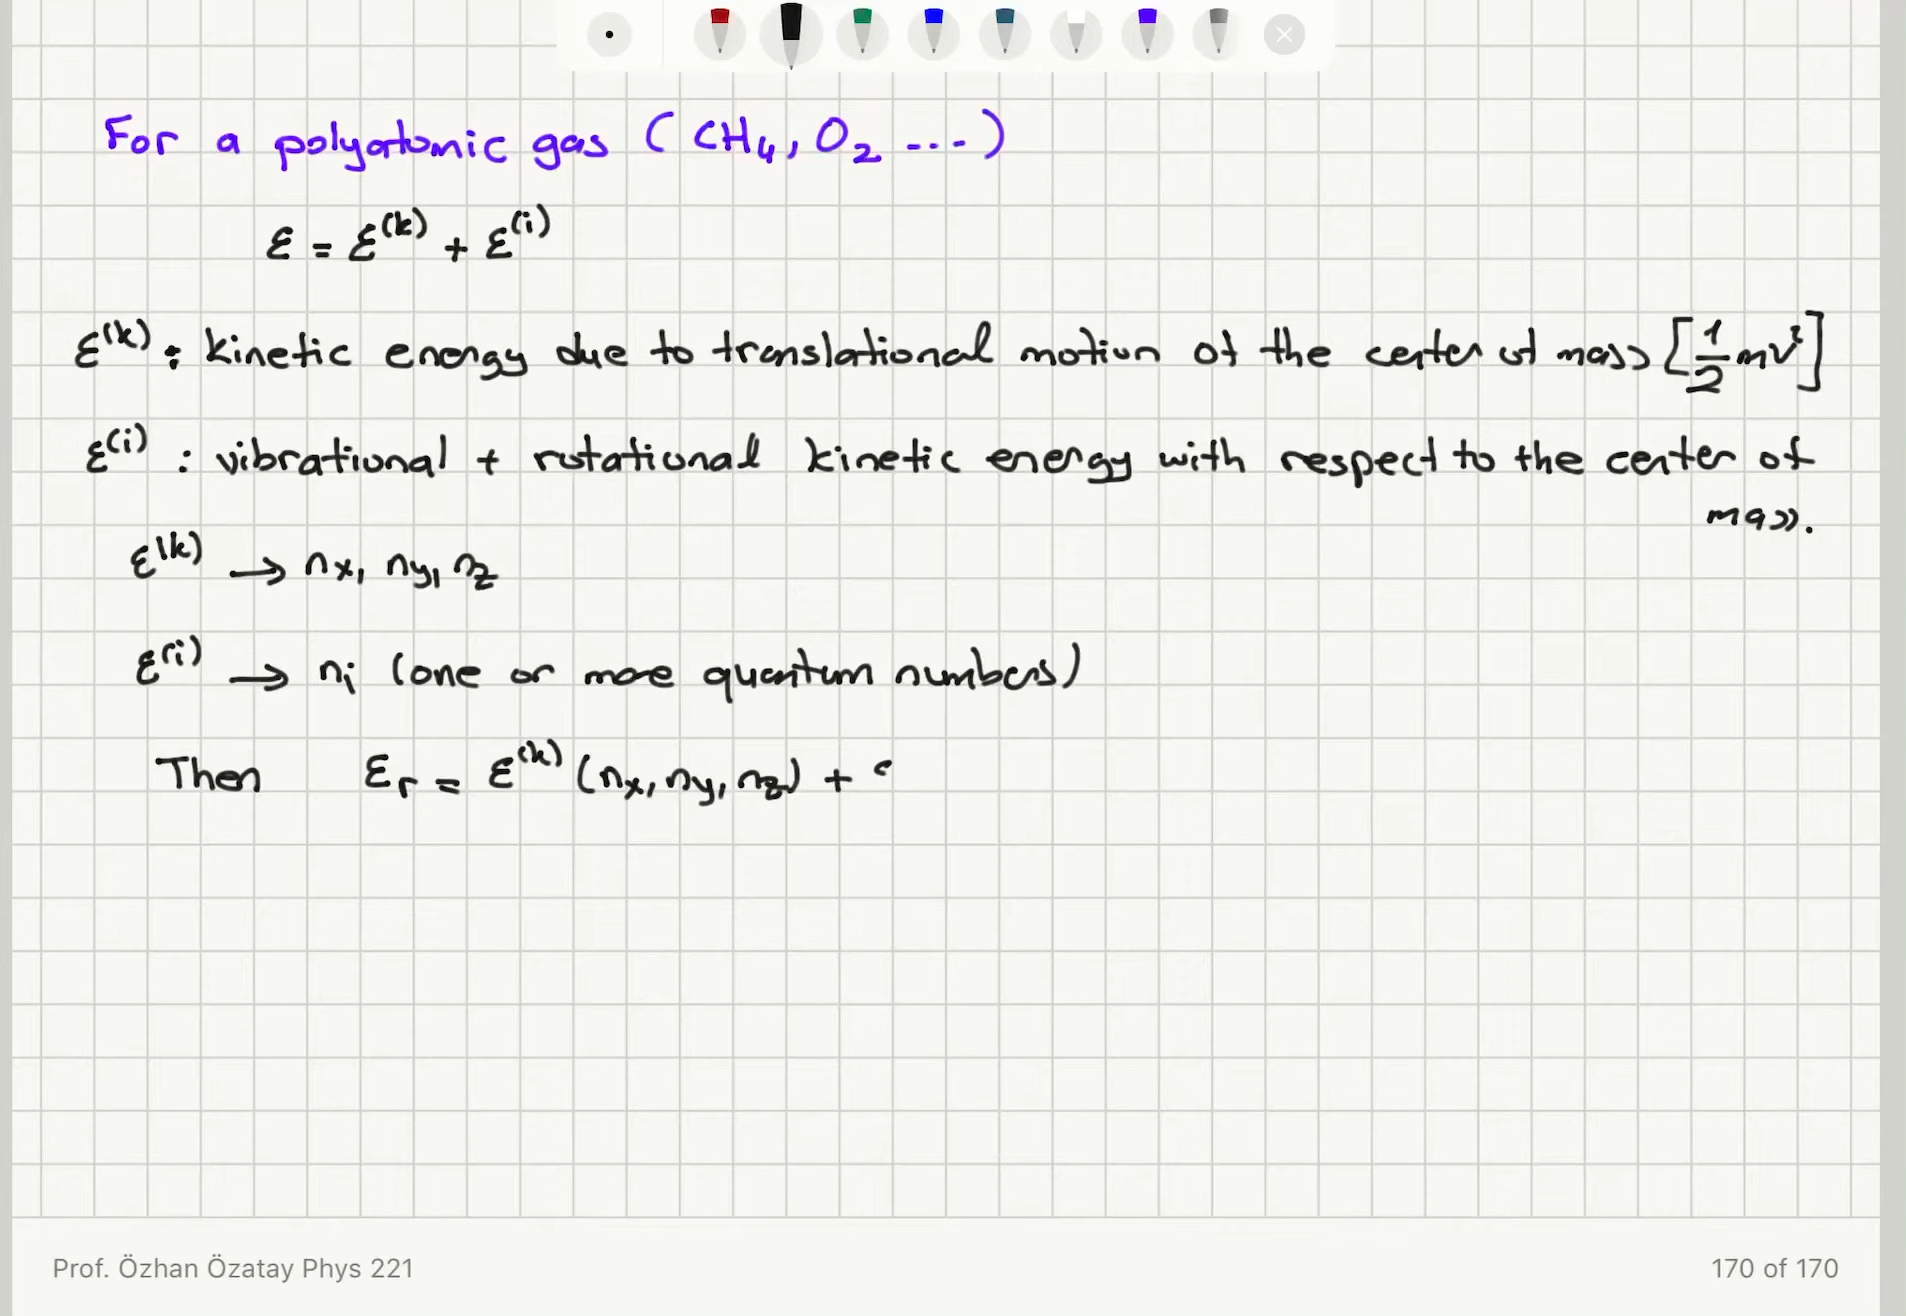 For a polyatomic gas (CH₄, O₂ ...)
ε = ε⁽ᵏ⁾ + ε⁽ⁱ⁾
ε⁽ᵏ⁾ : kinetic energy due to translational motion of the center of mass [½mv²]
ε⁽ⁱ⁾ : vibrational + rotational kinetic energy with respect to the center of
mass.
ε⁽ᵏ⁾ → nx, ny, nz
ε⁽ⁱ⁾ → ni (one or more quantum numbers)
Then εr = ε⁽ᵏ⁾ (nx, ny, nz) +
Prof. Özhan Özatay Phys 221
170 of 170